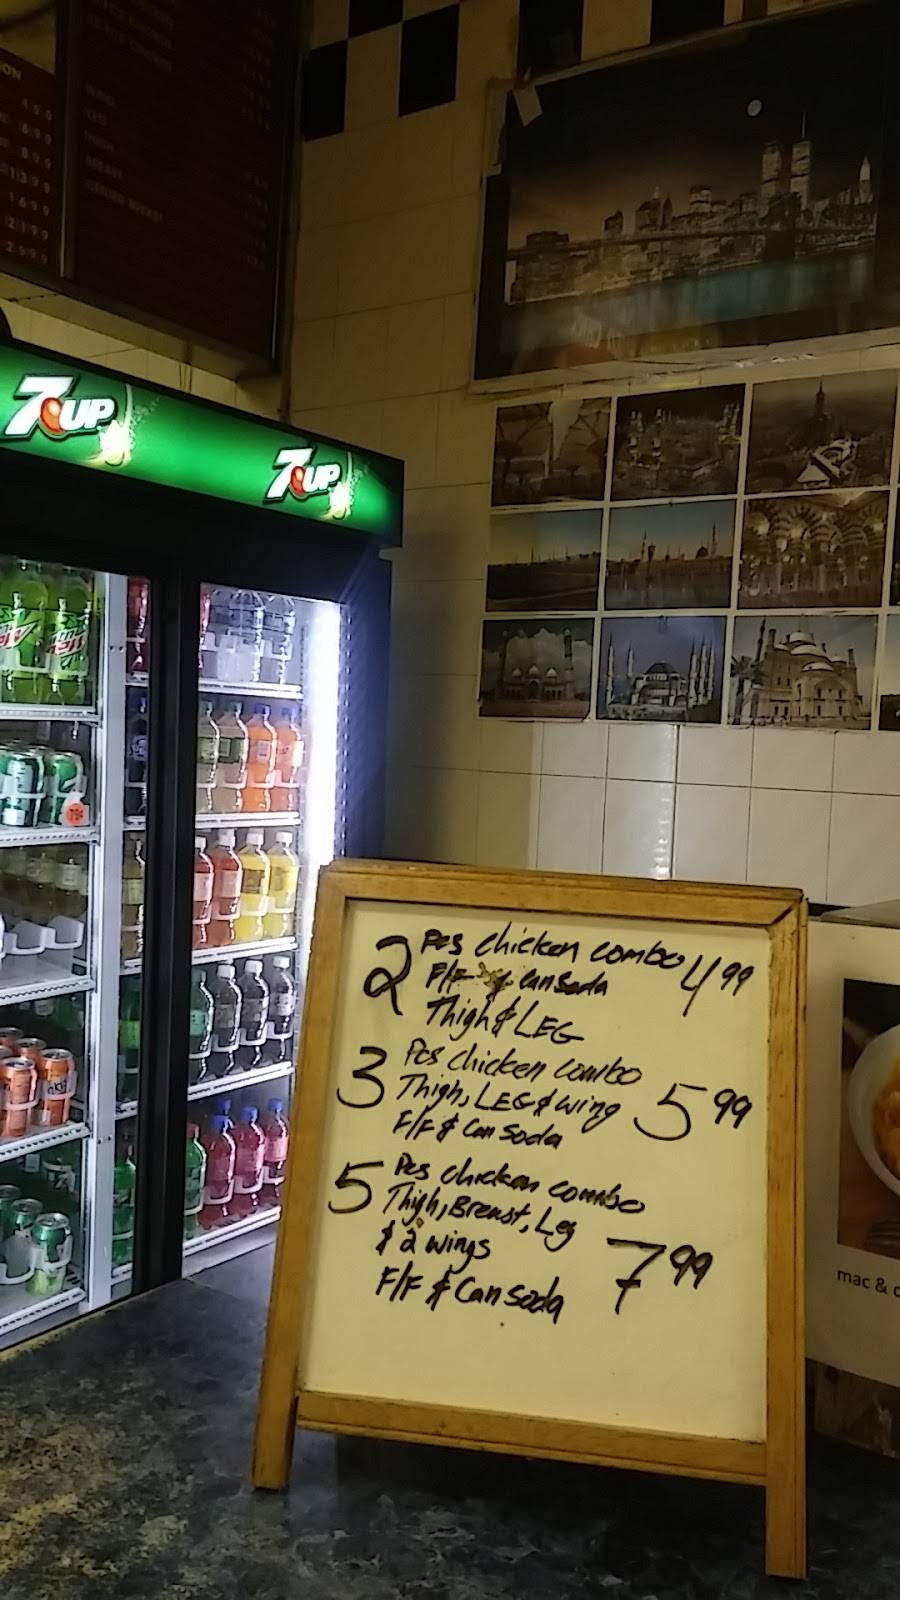 7UP
7UP
2 Pcs chicken combo 4.99
F/F & can soda
Thigh & LEG
3 Pcs chicken combo
Thigh, LEG & wing 5.99
F/F & Can Soda
5 Pcs chicken combo
Thigh, Breast, Leg
& 2 wings 7.99
F/F & Can soda
mac & c
79¢